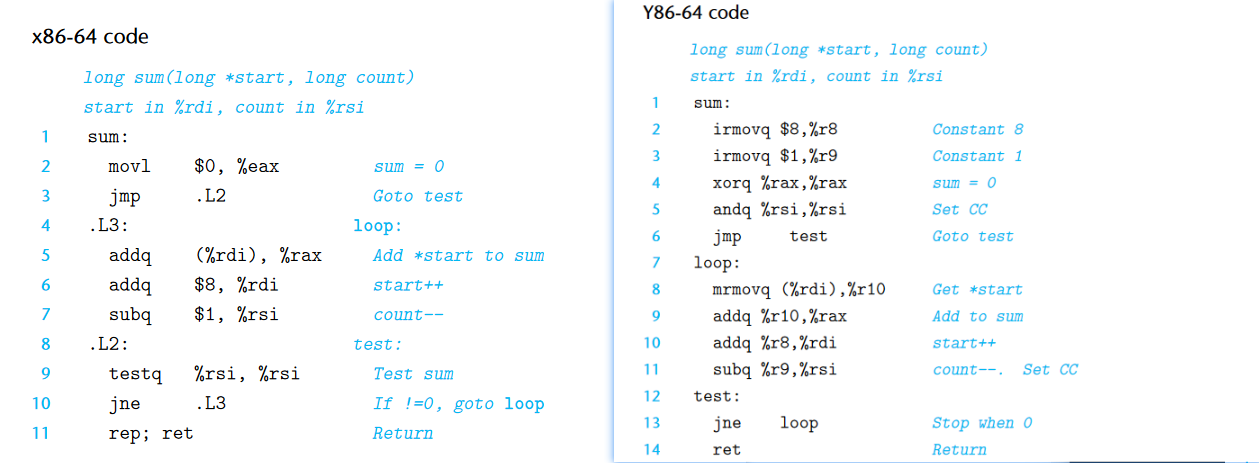 x86-64 code
long sum(long *start, long count)
start in %rdi, count in %rsi
1 sum:
2 movl $0, %eax sum = 0
3 jmp .L2 Goto test
4 .L3: loop:
5 addq (%rdi), %rax Add *start to sum
6 addq $8, %rdi start++
7 subq $1, %rsi count--
8 .L2: test:
9 testq %rsi, %rsi Test sum
10 jne .L3 If !=0, goto loop
11 rep; ret Return
Y86-64 code
long sum(long *start, long count)
start in %rdi, count in %rsi
1 sum:
2 irmovq $8,%r8 Constant 8
3 irmovq $1,%r9 Constant 1
4 xorq %rax,%rax sum = 0
5 andq %rsi,%rsi Set CC
6 jmp test Goto test
7 loop:
8 mrmovq (%rdi),%r10 Get *start
9 addq %r10,%rax Add to sum
10 addq %r8,%rdi start++
11 subq %r9,%rsi count--. Set CC
12 test:
13 jne loop Stop when 0
14 ret Return